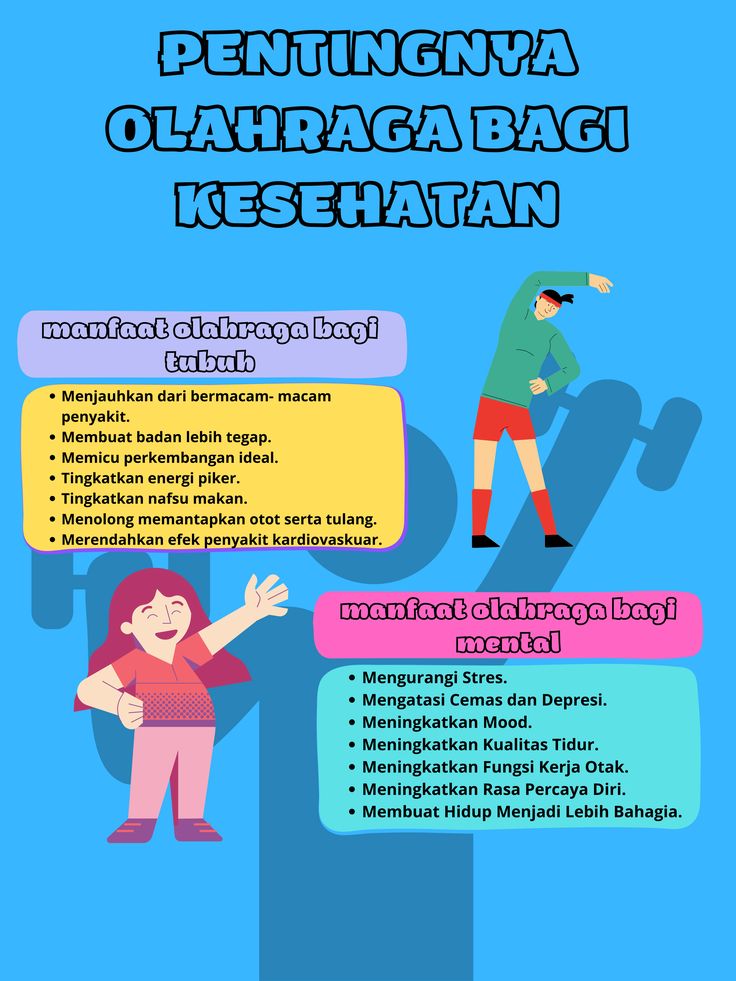 PENTINGNYA
OLAHRAGA BAGI
KESEHATAN
manfaat olahraga bagi
tubuh
• Menjauhkan dari bermacam- macam
penyakit.
• Membuat badan lebih tegap.
• Memicu perkembangan ideal.
• Tingkatkan energi piker.
• Tingkatkan nafsu makan.
• Menolong memantapkan otot serta tulang.
• Merendahkan efek penyakit kardiovaskuar.
manfaat olahraga bagi
mental
• Mengurangi Stres.
• Mengatasi Cemas dan Depresi.
• Meningkatkan Mood.
• Meningkatkan Kualitas Tidur.
• Meningkatkan Fungsi Kerja Otak.
• Meningkatkan Rasa Percaya Diri.
• Membuat Hidup Menjadi Lebih Bahagia.